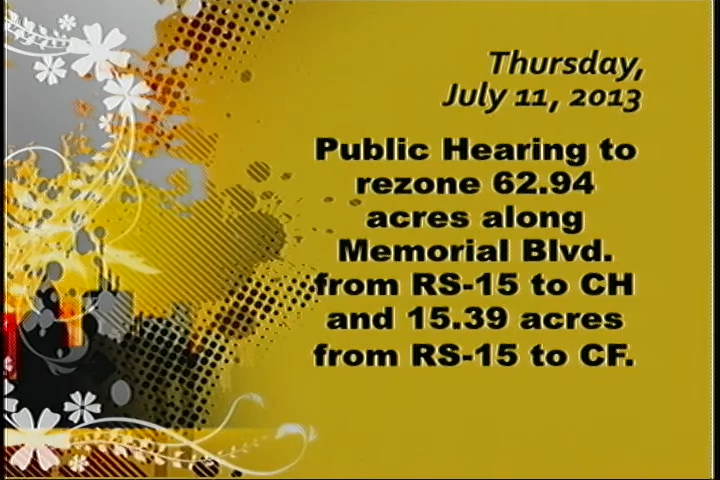 Thursday,
July 11, 2013
Public Hearing to
rezone 62.94
acres along
Memorial Blvd.
from RS-15 to CH
and 15.39 acres
from RS-15 to CF.